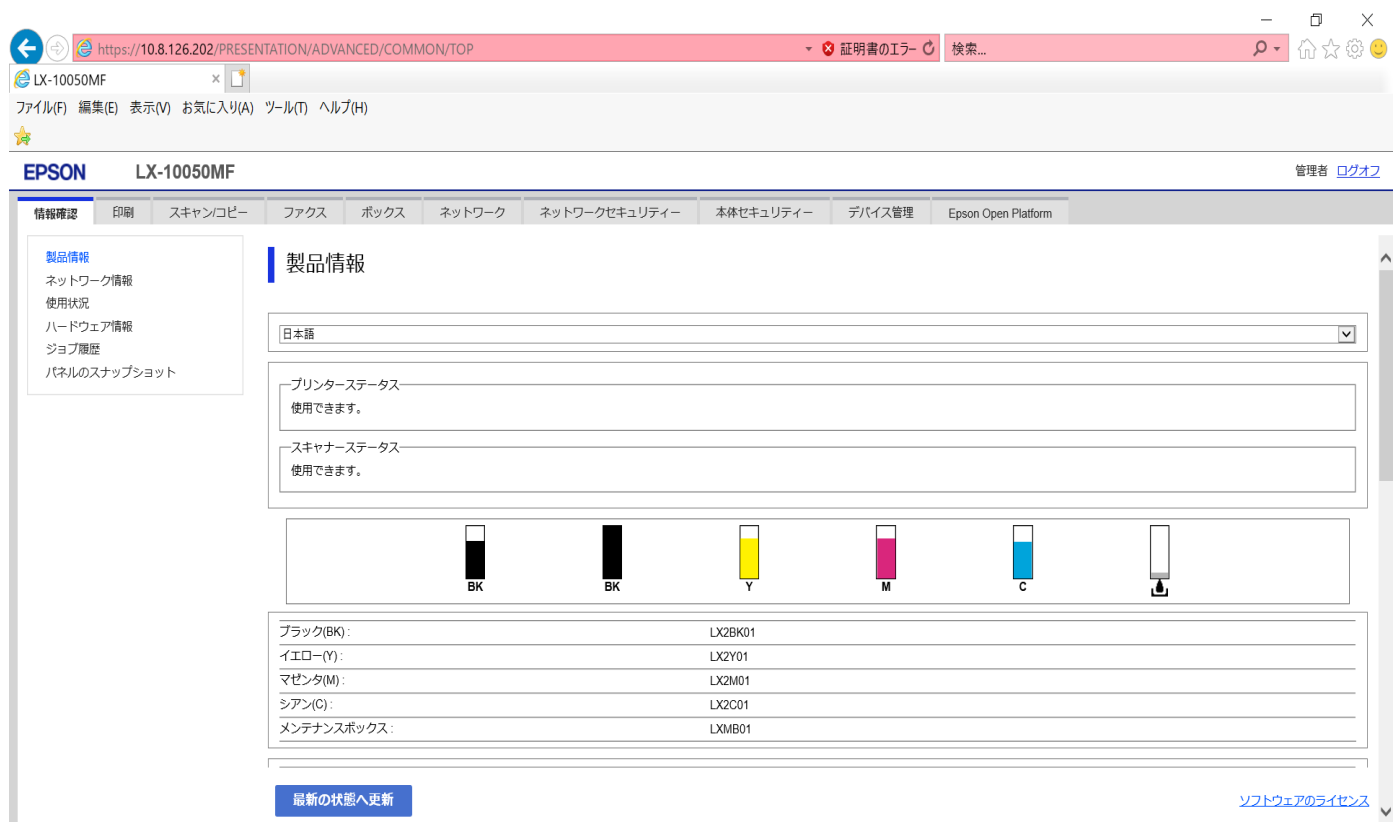 https://10.8.126.202/PRESENTATION/ADVANCED/COMMON/TOP 証明書のエラー 検索...
LX-10050MF
ファイル(F) 編集(E) 表示(V) お気に入り(A) ツール(T) ヘルプ(H)
EPSON LX-10050MF 管理者 ログオフ
情報確認 印刷 スキャン/コピー ファクス ボックス ネットワーク ネットワークセキュリティー 本体セキュリティー デバイス管理 Epson Open Platform
製品情報
ネットワーク情報
使用状況
ハードウェア情報
ジョブ履歴
パネルのスナップショット
製品情報
日本語
プリンターステータス
使用できます。
スキャナーステータス
使用できます。
BK BK Y M C
ブラック(BK) : LX2BK01
イエロー(Y) : LX2Y01
マゼンタ(M) : LX2M01
シアン(C) : LX2C01
メンテナンスボックス : LXMB01
最新の状態へ更新 ソフトウェアのライセンス